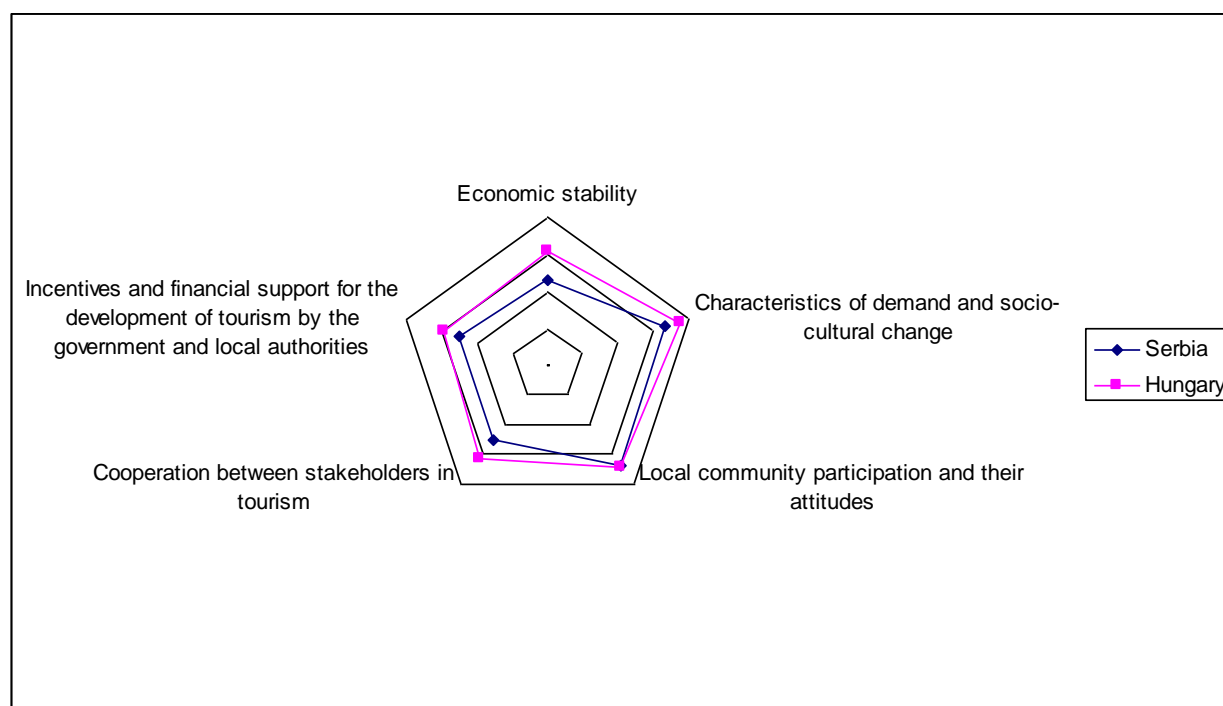 Economic stability
Incentives and financial support for the
development of tourism by the
government and local authorities
Characteristics of demand and socio-
cultural change
Serbia
Hungary
Cooperation between stakeholders in
tourism
Local community participation and their
attitudes